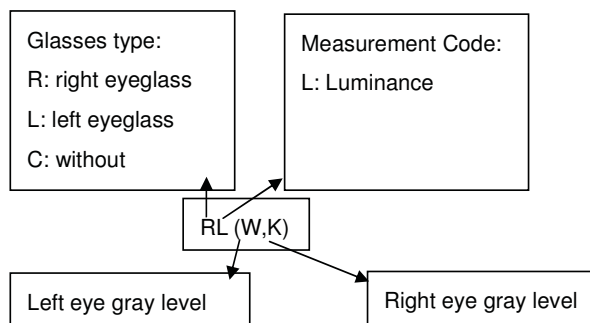 Glasses type:
R: right eyeglass
L: left eyeglass
C: without
Measurement Code:
L: Luminance
RL (W,K)
Left eye gray level
Right eye gray level